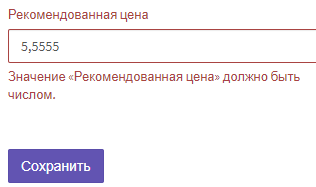 Рекомендованная цена
5,5555
Значение «Рекомендованная цена» должно быть
числом.
Сохранить